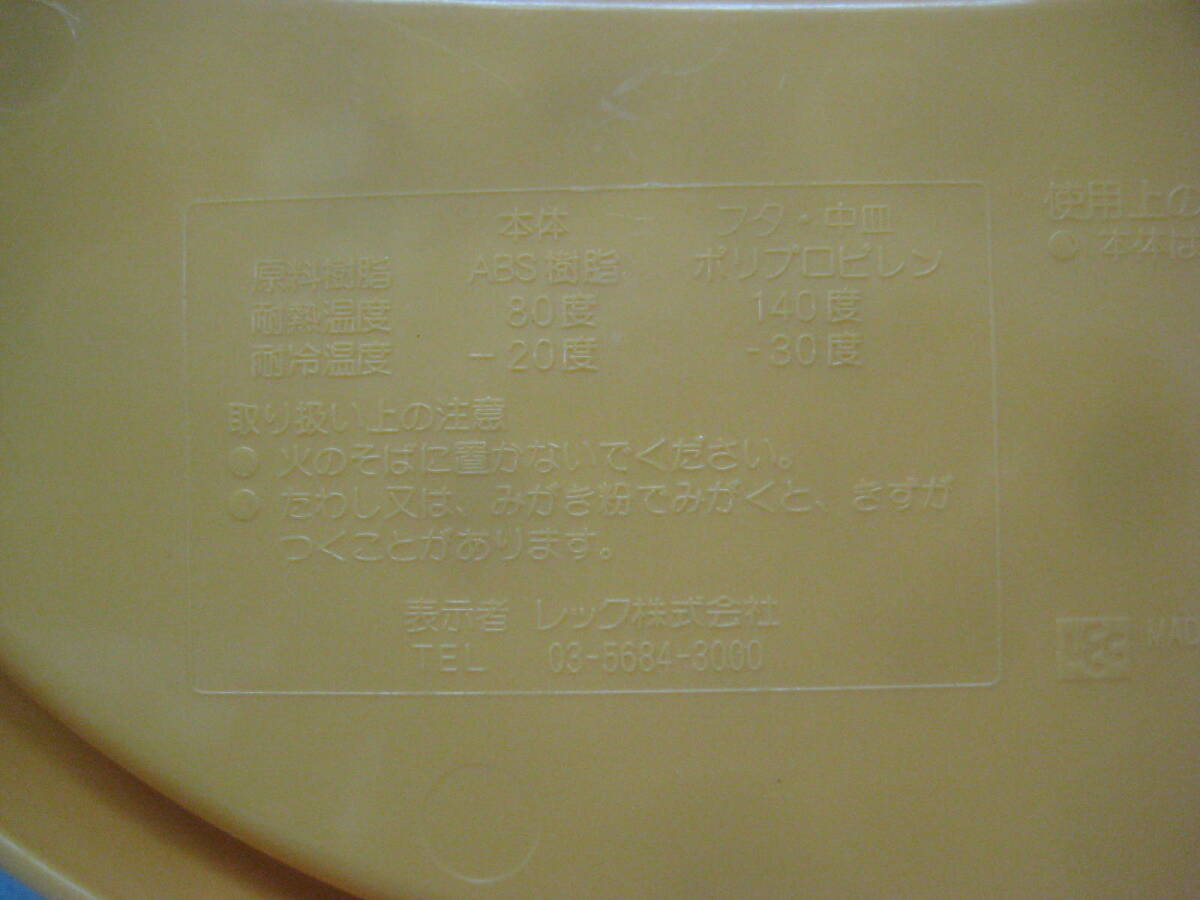 本体 フタ・中皿
原料樹脂 ABS樹脂 ポリプロピレン
耐熱温度 80度 140度
耐冷温度 -20度 -30度
取り扱い上の注意
● 火のそばに置かないでください。
● たわし又は、みがき粉でみがくと、きずが
つくことがあります。
表示者 レック株式会社
TEL 03-5684-3000
使用上の
● 本体は